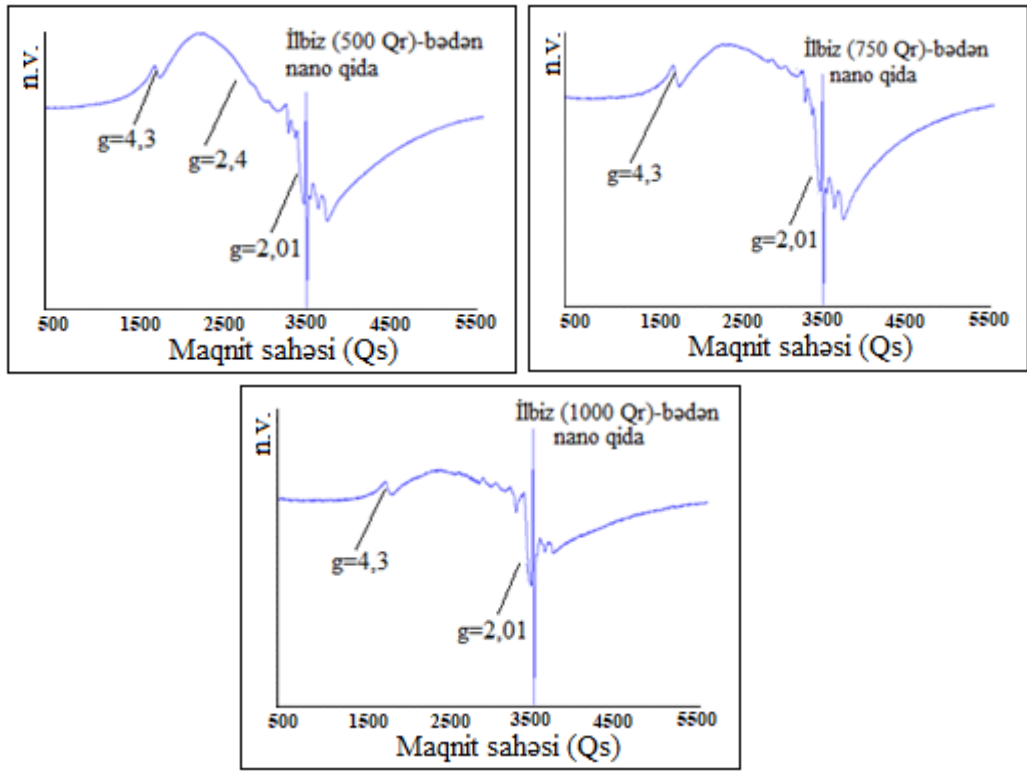 n.v.
İlbiz (500 Qr)-bədən
nano qida
g=4,3
g=2,4
g=2,01
500 1500 2500 3500 4500 5500
Maqnit sahəsi (Qs)
n.v.
İlbiz (750 Qr)-bədən
nano qida
g=4,3
g=2,01
500 1500 2500 3500 4500 5500
Maqnit sahəsi (Qs)
n.v.
İlbiz (1000 Qr)-bədən
nano qida
g=4,3
g=2,01
500 1500 2500 3500 4500 5500
Maqnit sahəsi (Qs)